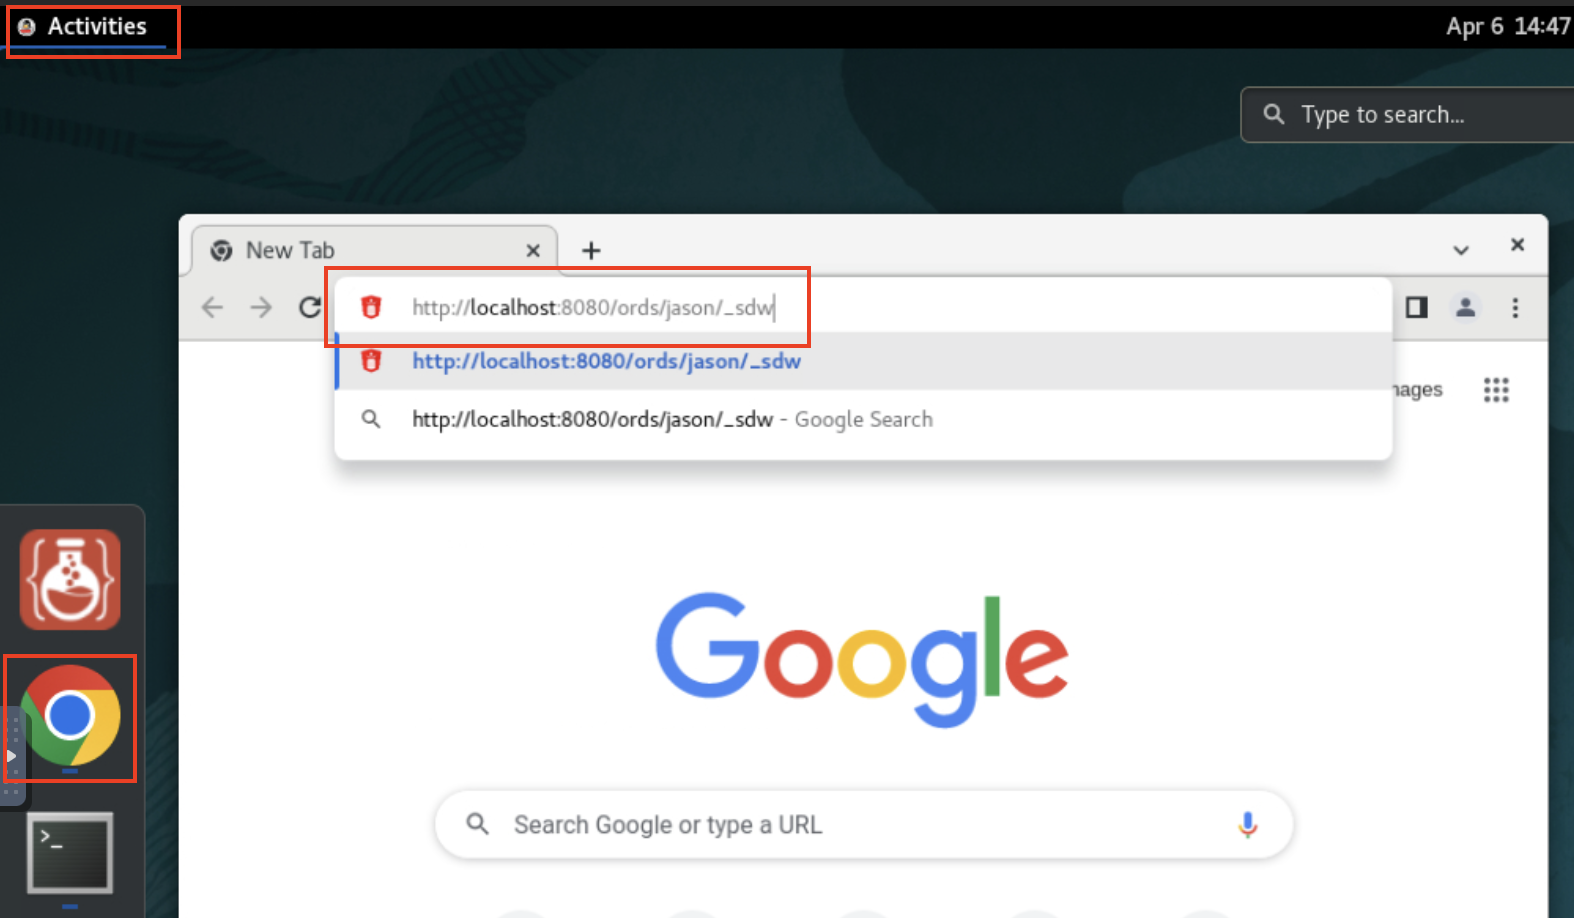 Activities
Apr 6 14:47
Type to search...
New Tab
http://localhost:8080/ords/jason/_sdw
http://localhost:8080/ords/jason/_sdw
http://localhost:8080/ords/jason/_sdw - Google Search
ages
Google
>_
Search Google or type a URL